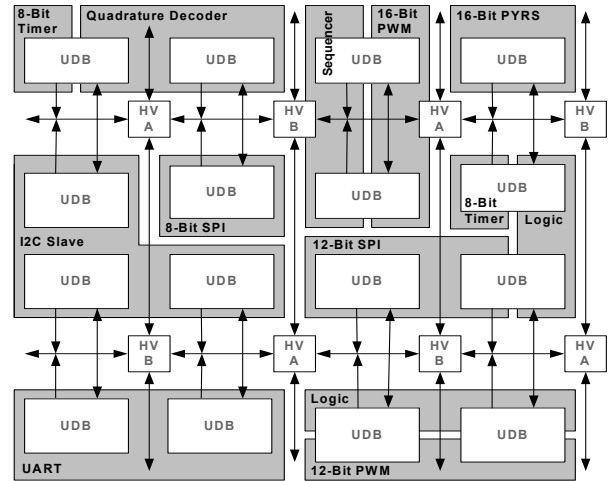 8-Bit
Timer
Quadrature Decoder
Sequencer
16-Bit
PWM
16-Bit PYRS
UDB
UDB
UDB
UDB
HV
A
HV
B
HV
A
HV
B
UDB
UDB
UDB
UDB
8-Bit SPI
8-Bit
Timer
Logic
I2C Slave
12-Bit SPI
UDB
UDB
UDB
UDB
HV
B
HV
A
HV
B
HV
A
Logic
UDB
UDB
UDB
UDB
UART
12-Bit PWM